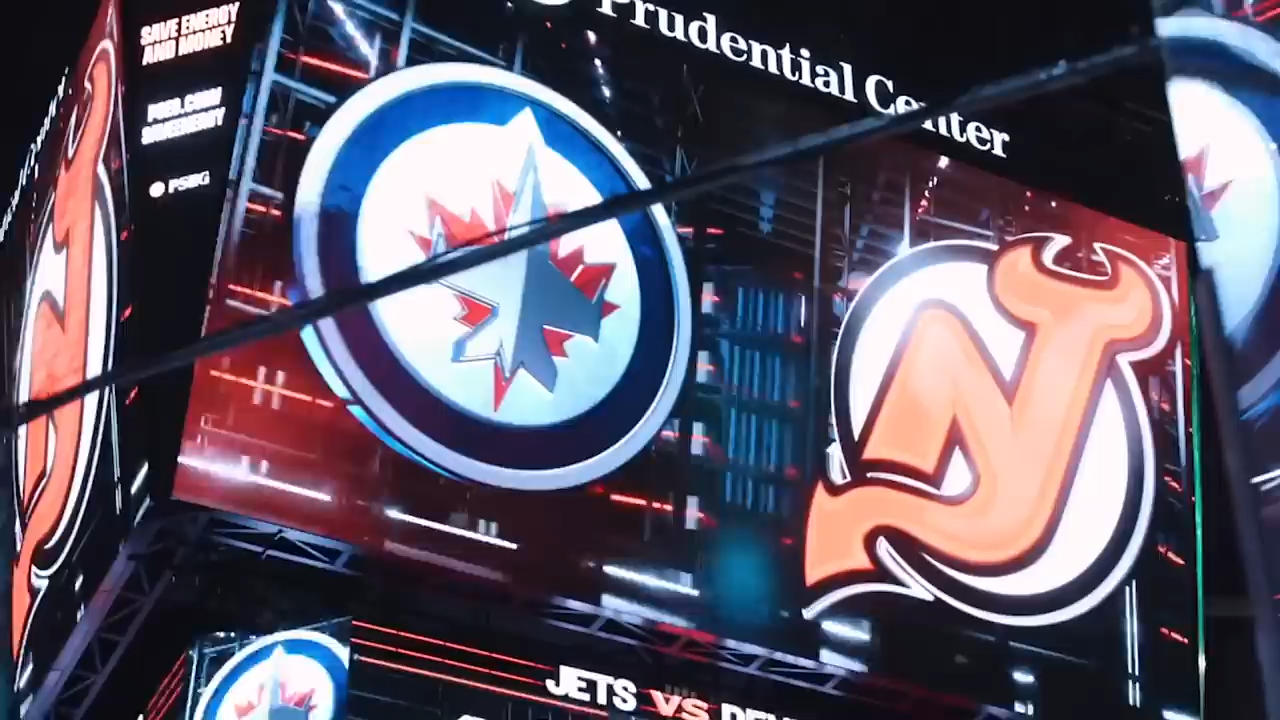 SAVE ENERGY
AND MONEY
PSEG.COM/
SAVEENERGY
PSEG
Prudential Center
JETS VS